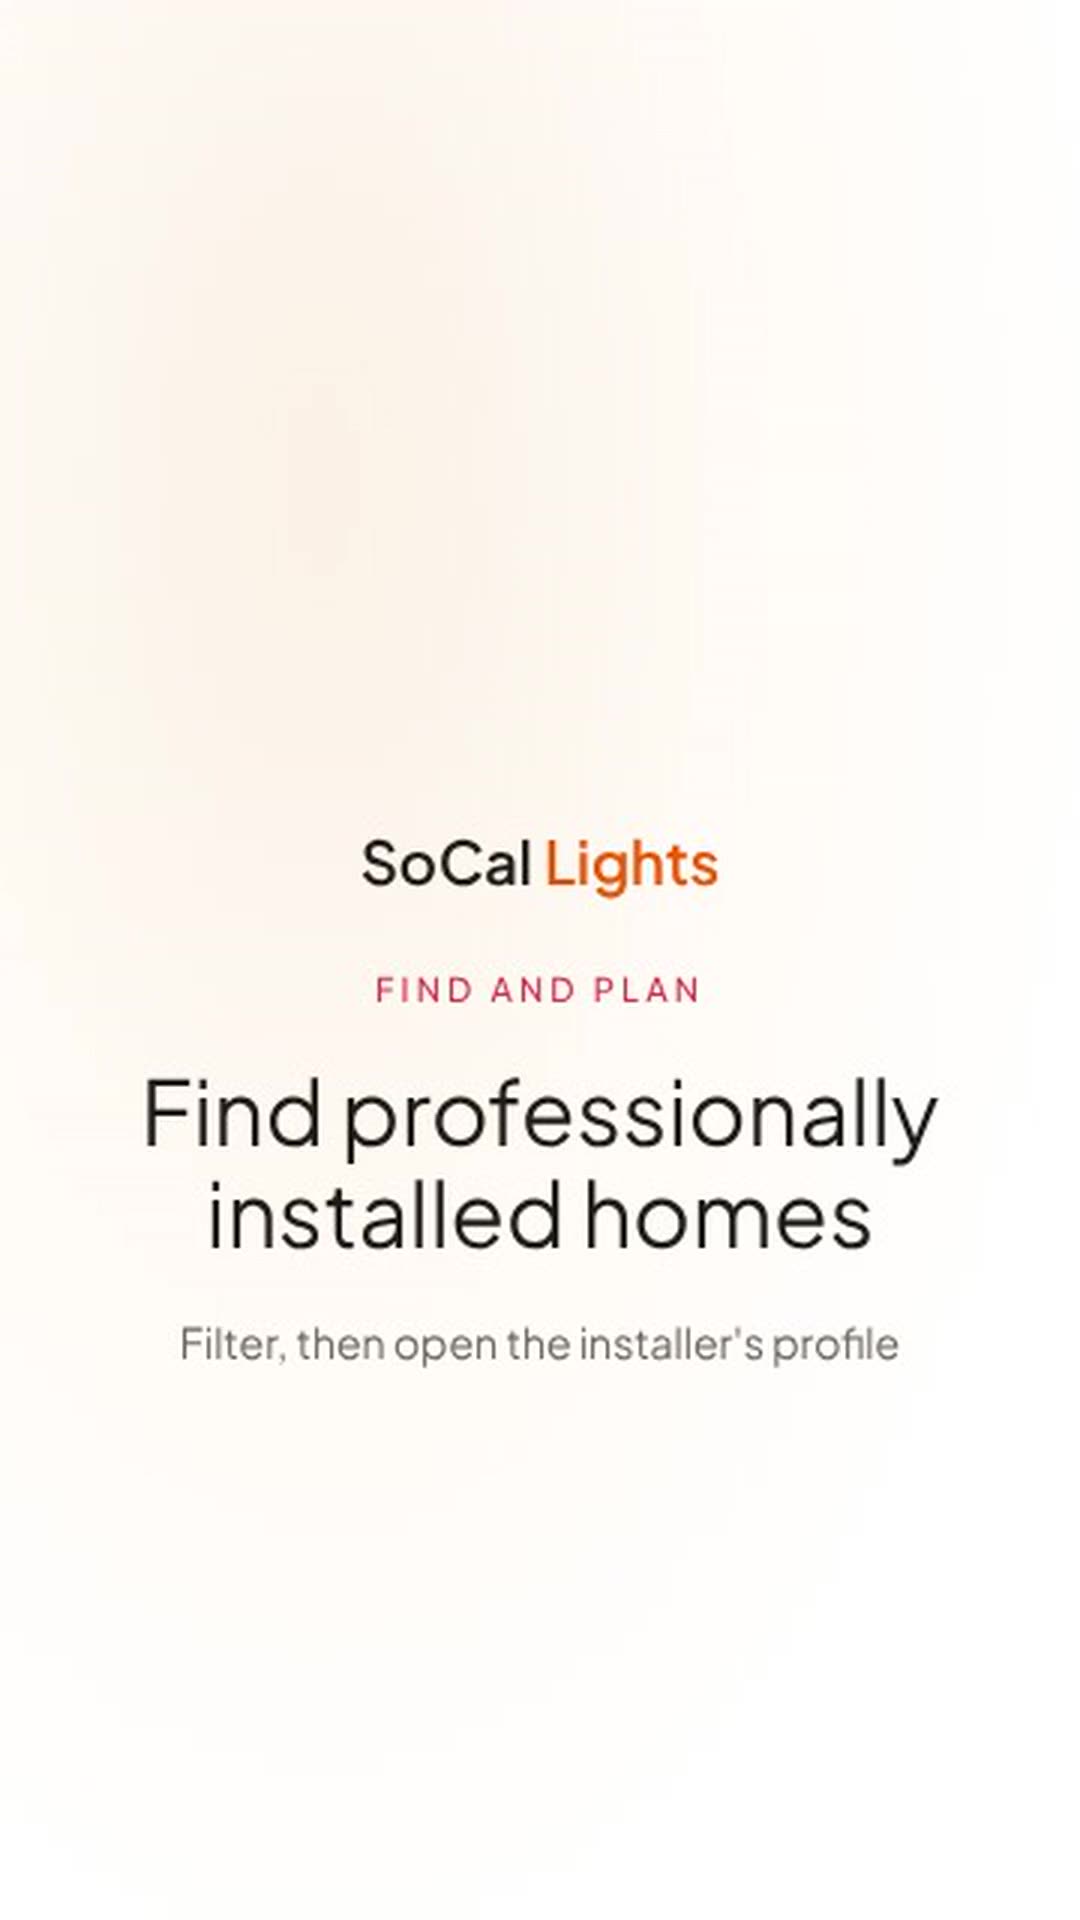 SoCal Lights
FIND AND PLAN
Find professionally
installed homes
Filter, then open the installer's profile